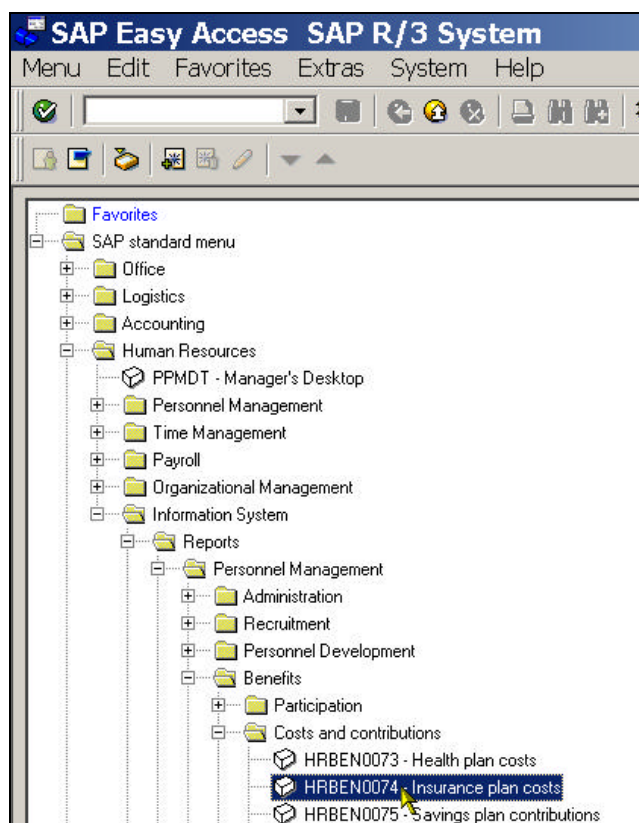 SAP Easy Access SAP R/3 System
Menu Edit Favorites Extras System Help
Favorites
SAP standard menu
Office
Logistics
Accounting
Human Resources
PPMDT - Manager's Desktop
Personnel Management
Time Management
Payroll
Organizational Management
Information System
Reports
Personnel Management
Administration
Recruitment
Personnel Development
Benefits
Participation
Costs and contributions
HRBEN0073 - Health plan costs
HRBEN0074 - Insurance plan costs
HRBEN0075 - Savings plan contributions